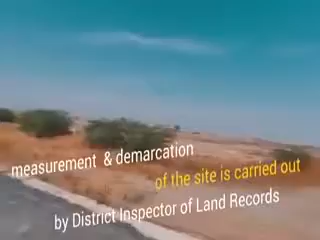 measurement & demarcation
of the site is carried out
by District Inspector of Land Records